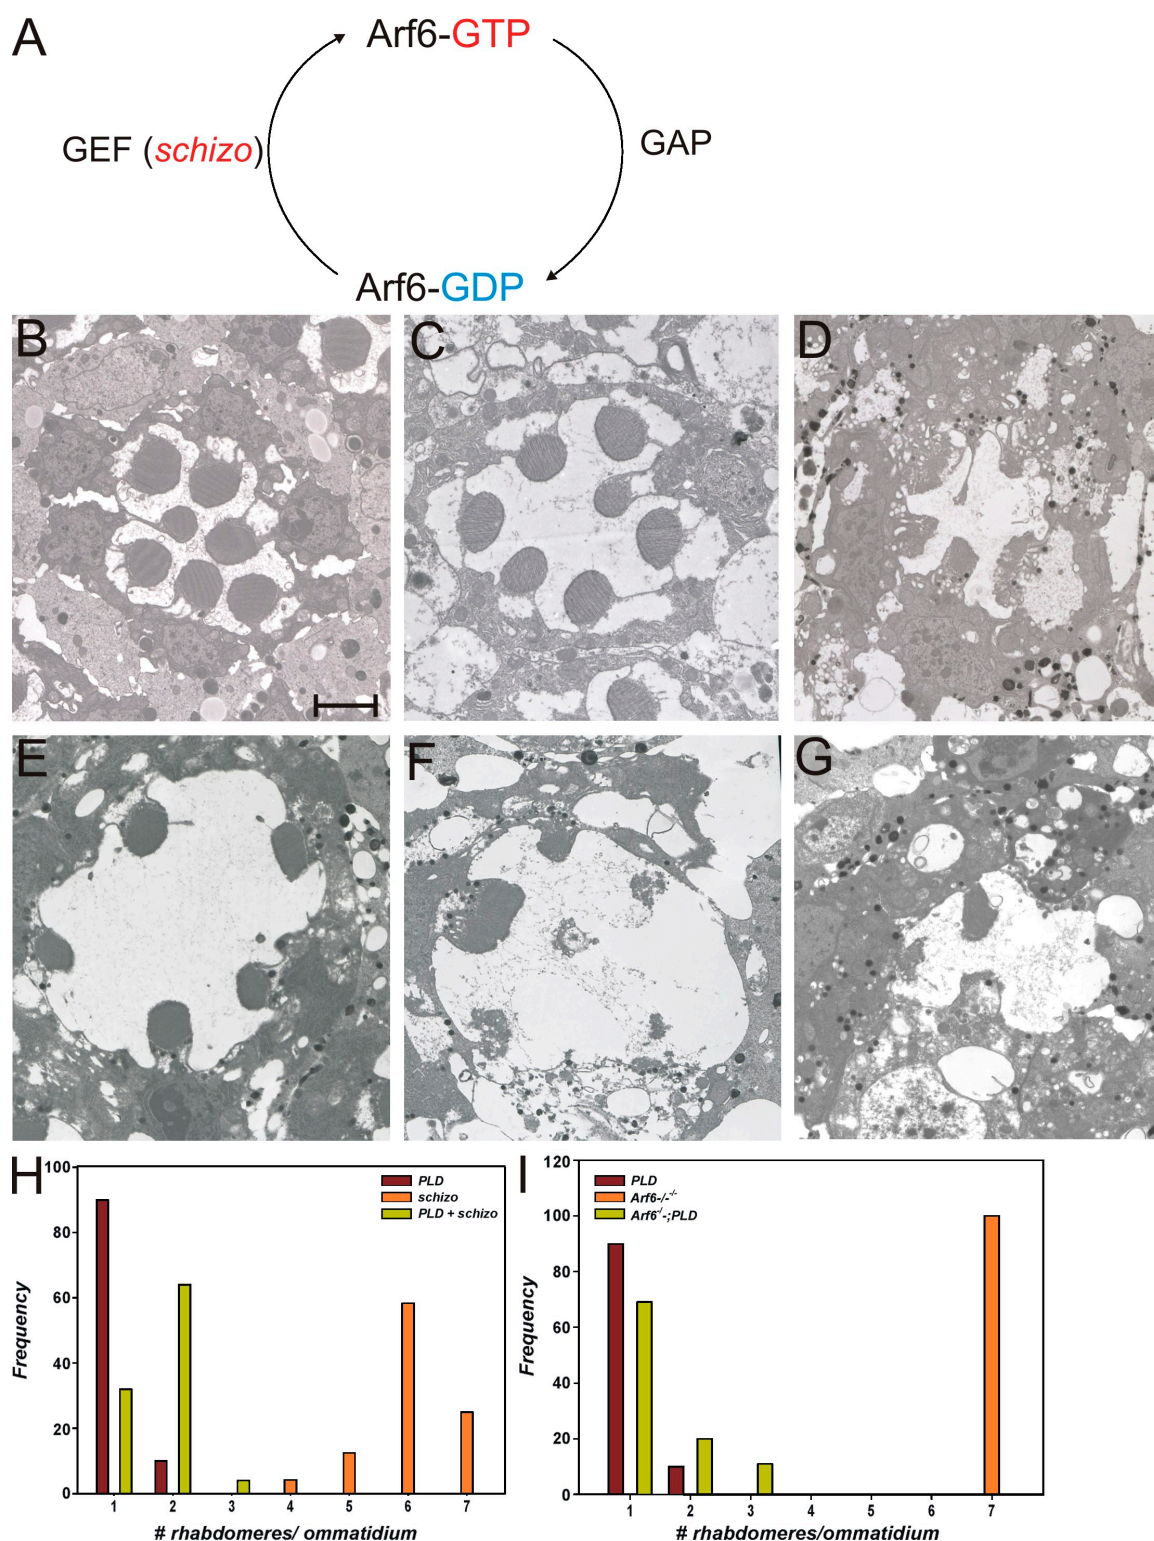 A
Arf6-GTP
GEF (schizo)
GAP
Arf6-GDP
B
C
D
E
F
G
H
100
80
60
40
20
0
Frequency
1 2 3 4 5 6 7
# rhabdomeres/ ommatidium
PLD
schizo
PLD + schizo
I
120
100
80
60
40
20
0
Frequency
1 2 3 4 5 6 7
# rhabdomeres/ommatidium
PLD
Arf6-/-⁻/⁻
Arf6⁻/-;PLD